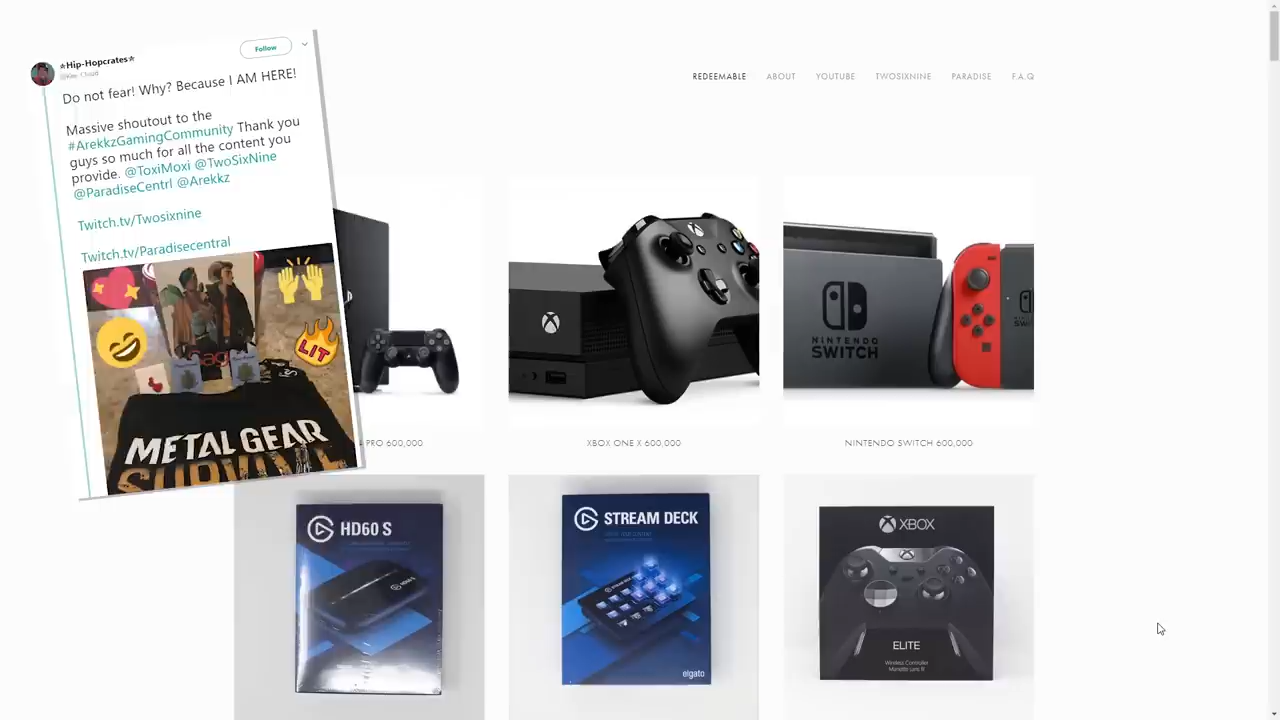 *Hip-Hopcrates*
Follow
Do not fear! Why? Because I AM HERE!
Massive shoutout to the
#ArekkzGamingCommunity Thank you
guys so much for all the content you
provide. @ToxiMoxi @TwoSixNine
@ParadiseCentrl @Arekkz
Twitch.tv/Twosixnine
Twitch.tv/Paradisecentral
LIT
METAL GEAR
SURVIVE
REDEEMABLE ABOUT YOUTUBE TWOSIXNINE PARADISE F.A.Q
NINTENDO
SWITCH
PRO 600,000
XBOX ONE X 600,000
NINTENDO SWITCH 600,000
HD60 S
STREAM DECK
elgato
XBOX
ELITE
Wireless Controller